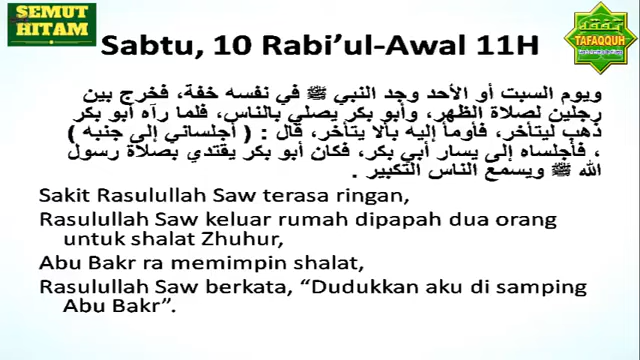 SEMUT
HITAM
TAFAQQUH
Sabtu, 10 Rabi’ul-Awal 11H
ويوم السبت أو الأحد وجد النبي ﷺ في نفسه خفة، فخرج بين
رجلين لصلاة الظهر، وأبو بكر يصلي بالناس، فلما رآه أبو بكر
ذهب ليتأخر، فأومأ إليه بألا يتأخر، قال : ( أجلساني إلى جنبه )
، فأجلساه إلى يسار أبي بكر، فكان أبو بكر يقتدي بصلاة رسول
الله ﷺ ويسمع الناس التكبير .
Sakit Rasulullah Saw terasa ringan,
Rasulullah Saw keluar rumah dipapah dua orang
untuk shalat Zhuhur,
Abu Bakr ra memimpin shalat,
Rasulullah Saw berkata, “Dudukkan aku di samping
Abu Bakr”.